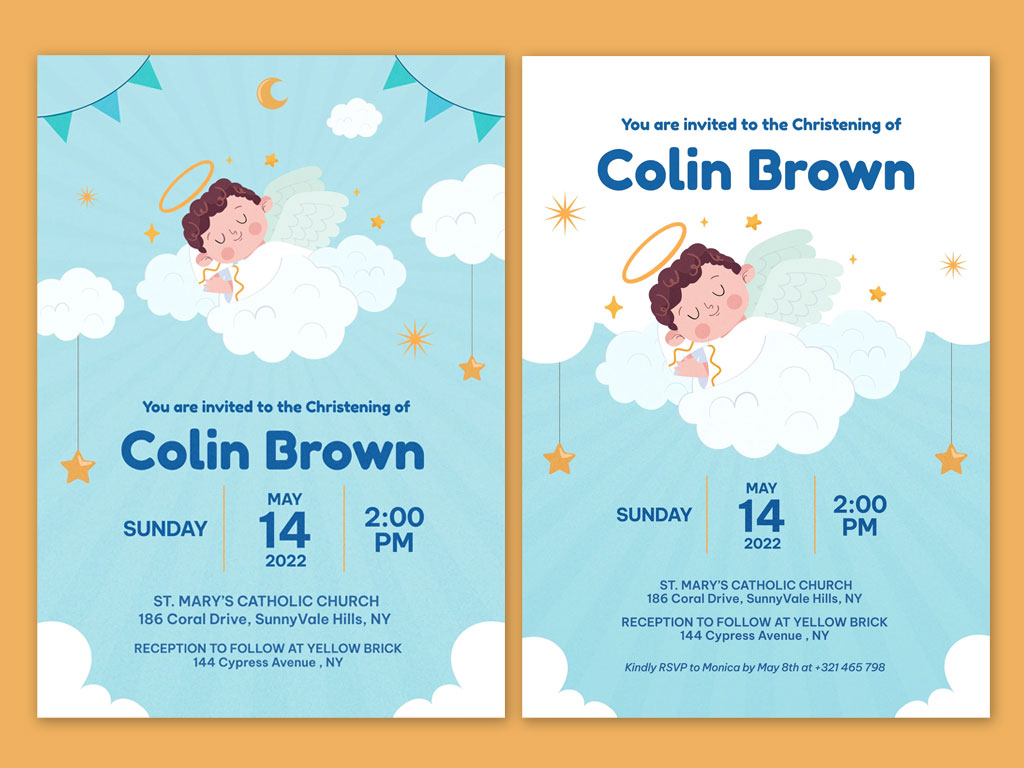 You are invited to the Christening of
Colin Brown
SUNDAY
MAY
14
2022
2:00
PM
ST. MARY'S CATHOLIC CHURCH
186 Coral Drive, SunnyVale Hills, NY
RECEPTION TO FOLLOW AT YELLOW BRICK
144 Cypress Avenue , NY
You are invited to the Christening of
Colin Brown
SUNDAY
MAY
14
2022
2:00
PM
ST. MARY'S CATHOLIC CHURCH
186 Coral Drive, SunnyVale Hills, NY
RECEPTION TO FOLLOW AT YELLOW BRICK
144 Cypress Avenue , NY
Kindly RSVP to Monica by May 8th at +321 465 798